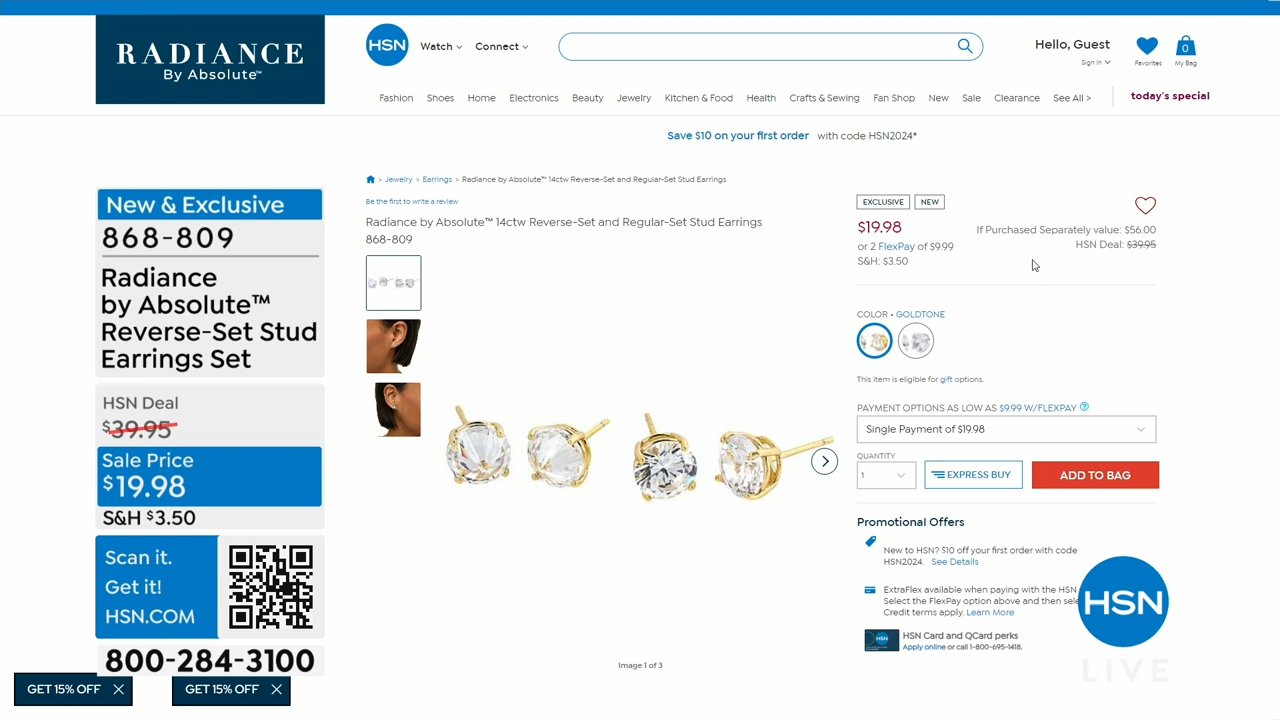 RADIANCE
By Absolute™
HSN
Watch
Connect
Hello, Guest
Sign In
Favorites
0
My Bag
Fashion
Shoes
Home
Electronics
Beauty
Jewelry
Kitchen & Food
Health
Crafts & Sewing
Fan Shop
New
Sale
Clearance
See All >
today's special
Save $10 on your first order with code HSN2024*
New & Exclusive
868-809
Radiance
by Absolute™
Reverse-Set Stud
Earrings Set
HSN Deal
$39.95
Sale Price
$19.98
S&H $3.50
Scan it.
Get it!
HSN.COM
800-284-3100
GET 15% OFF
GET 15% OFF
> Jewelry > Earrings > Radiance by Absolute™ 14ctw Reverse-Set and Regular-Set Stud Earrings
Be the first to write a review
Radiance by Absolute™ 14ctw Reverse-Set and Regular-Set Stud Earrings
868-809
Image 1 of 3
EXCLUSIVE
NEW
$19.98
If Purchased Separately value: $56.00
or 2 FlexPay of $9.99
HSN Deal: $39.95
S&H: $3.50
COLOR • GOLDTONE
This item is eligible for gift options.
PAYMENT OPTIONS AS LOW AS $9.99 W/FLEXPAY
Single Payment of $19.98
QUANTITY
1
EXPRESS BUY
ADD TO BAG
Promotional Offers
New to HSN? $10 off your first order with code
HSN2024. See Details
ExtraFlex available when paying with the HSN
Select the FlexPay option above and then sele
Credit terms apply. Learn More
HSN
HSN Card and QCard perks
Apply online or call 1-800-695-1418.
HSN
LIVE